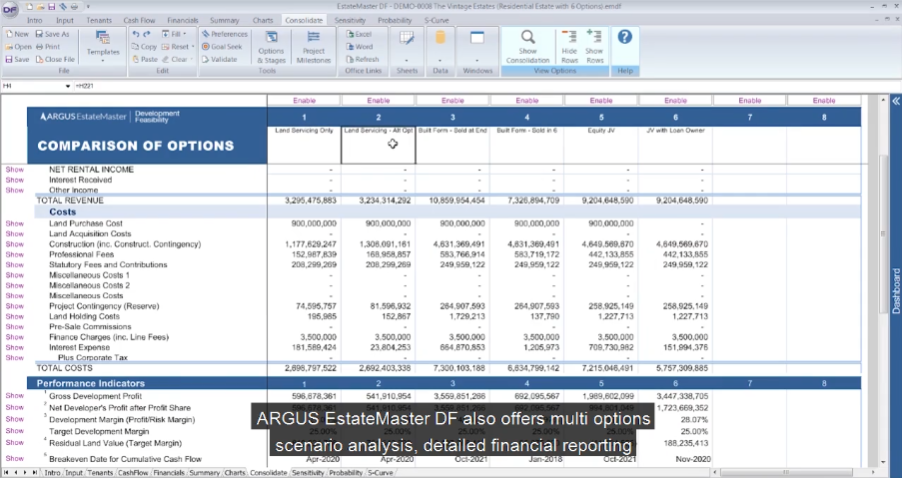 EstateMaster DF - DEMO-8008 The Vintage Estates (Residential Estate with 6 Options).emdf
DF
Intro Input Tenants Cash Flow Financials Summary Charts Consolidate Sensitivity Probability S-Curve
New Save As Fill Preferences Excel
Open Print Templates Copy Reset Goal Seek Options & Stages Project Milestones Word Show Consolidation Hide Rows Show Rows
Save Close File Paste Clear Validate Refresh
File Edit Tools Office Links Sheets Data Windows View Options Help
H4 =H221
Enable Enable Enable Enable Enable Enable Enable Enable
ARGUS EstateMaster Development Feasibility 1 2 3 4 5 6 7 8
COMPARISON OF OPTIONS
Land Servicing Only Land Servicing - Alt Opt Built Form - Sold at End Built Form - Sold in 6 Equity JV JV with Loan Owner
Show NET RENTAL INCOME - - - - - -
Show Interest Received - - - - - -
Show Other Income - - - - - -
TOTAL REVENUE 3,295,475,883 3,234,314,292 10,859,954,454 7,326,894,709 9,204,648,590 9,204,648,590
Costs
Show Land Purchase Cost 900,000,000 900,000,000 900,000,000 900,000,000 900,000,000 -
Show Land Acquisition Costs - - - - - -
Show Construction (inc. Construct. Contingency) 1,177,629,247 4,649,569,670 4,649,569,670
Show Professional Fees 152,987,639 168,958,857 583,766,914 583,719,172 442,133,855 442,133,855
Show Statutory Fees and Contributions 208,299,269 208,299,269 249,959,122 249,959,122 249,959,122 249,959,122
Show Miscellaneous Costs 1 - - - - - -
Show Miscellaneous Costs 2 - - - - - -
Show Miscellaneous Costs - - - - - -
Show Project Contingency (Reserve) 74,595,757 81,596,932 264,907,593 264,907,593 258,925,149 258,925,149
Show Land Holding Costs 195,985 152,867 1,729,213 137,790 1,227,713 1,227,713
Show Pre-Sale Commissions - - - - - -
Show Finance Charges (inc. Line Fees) 3,500,000 3,500,000 3,500,000 3,500,000 3,500,000 3,500,000
Show Interest Expense 181,589,424 23,804,253 664,870,853 1,205,973 709,730,982 151,994,376
Show Plus Corporate Tax - - - - - -
TOTAL COSTS 2,698,797,522 2,692,403,338 7,300,103,188 6,634,799,142 7,215,046,491 5,757,309,885
Performance Indicators 1 2 3 4 5 6 7 8
Show 1 Gross Development Profit 596,678,361 541,910,954 3,559,851,266 692,095,567 1,989,602,099 3,447,338,705
Show 2 Net Developer's Profit after Profit Share 1,723,669,352
Show 3 Development Margin (Profit/Risk Margin) 28.07%
Show Target Development Margin 25.00% 25.00% 25.00% 25.00% 25.00% 25.00%
Show 4 Residual Land Value (Target Margin) 188,235,413
Show 5 Breakeven Date for Cumulative Cash Flow Apr-2020 Apr-2020 Oct-2021 Jan-2018 Oct-2021 Nov-2020
ARGUS EstateMaster DF also offers multi options
scenario analysis, detailed financial reporting
Intro Input Tenants CashFlow Financials Summary Charts Consolidate Sensitivity Probability S-Curve
Dashboard